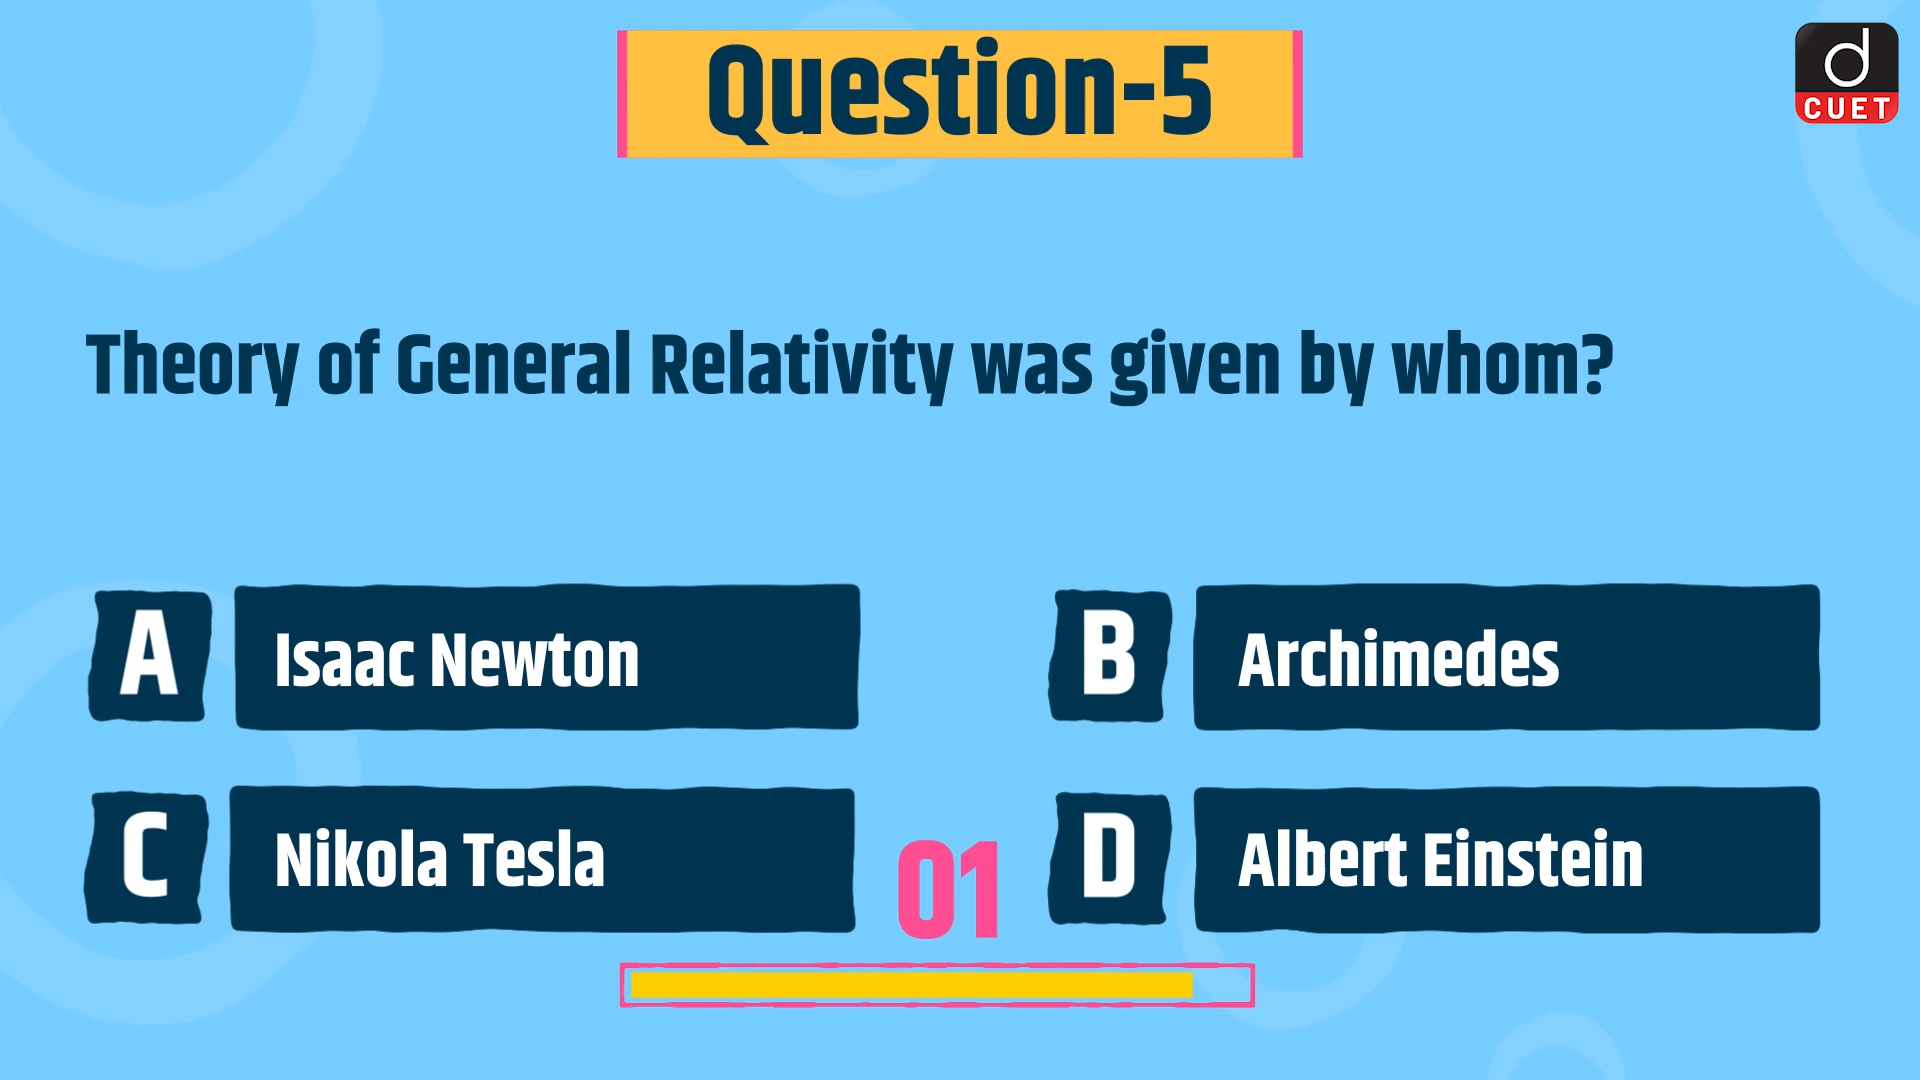 Question-5
d
CUET
Theory of General Relativity was given by whom?
A Isaac Newton
B Archimedes
C Nikola Tesla
D Albert Einstein
01